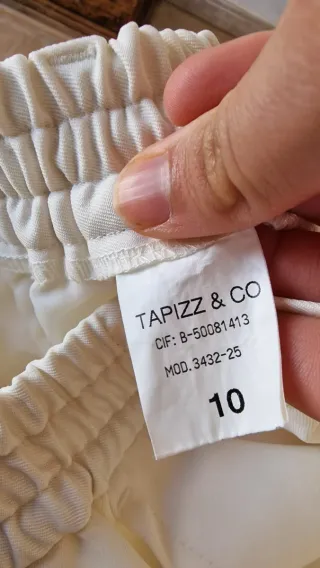 TAPIZZ & CO
CIF: B-50081413
MOD. 3432-25
10